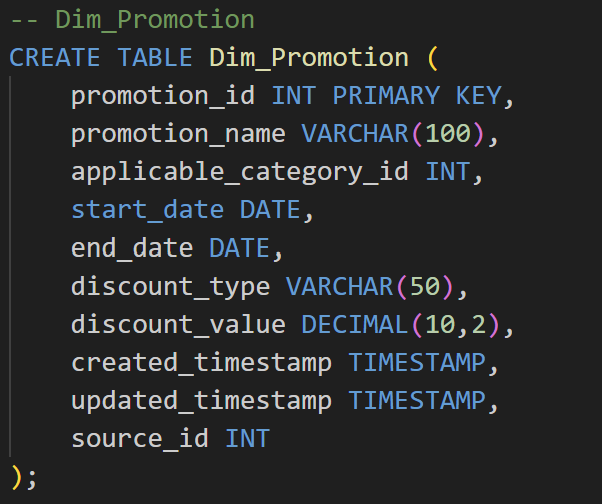 -- Dim_Promotion
CREATE TABLE Dim_Promotion (
    promotion_id INT PRIMARY KEY,
    promotion_name VARCHAR(100),
    applicable_category_id INT,
    start_date DATE,
    end_date DATE,
    discount_type VARCHAR(50),
    discount_value DECIMAL(10,2),
    created_timestamp TIMESTAMP,
    updated_timestamp TIMESTAMP,
    source_id INT
);